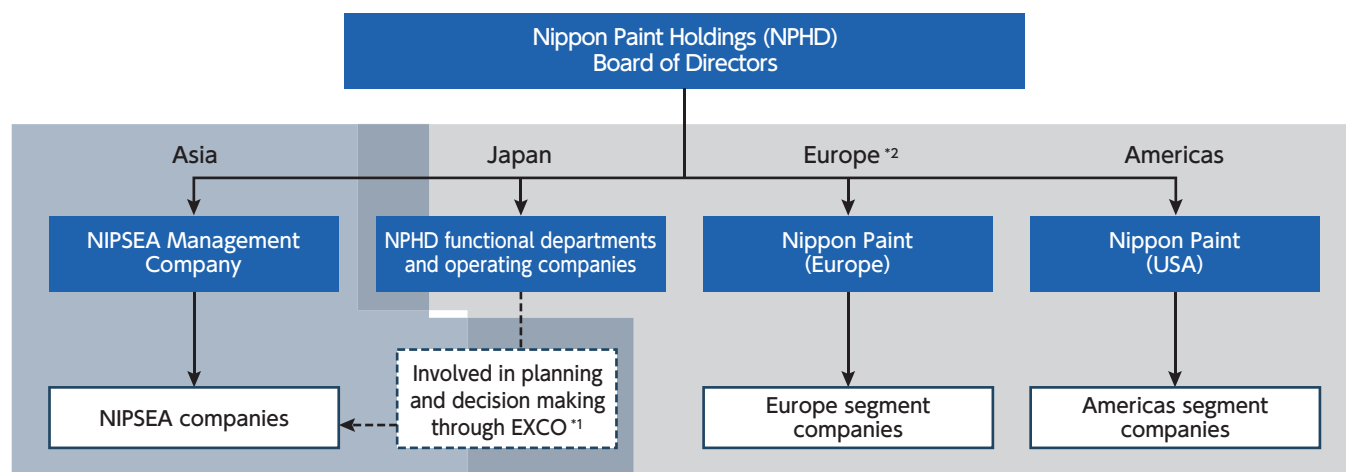 Nippon Paint Holdings (NPHD)
Board of Directors
Asia
Japan
Europe *2
Americas
NIPSEA Management
Company
NPHD functional departments
and operating companies
Nippon Paint
(Europe)
Nippon Paint
(USA)
NIPSEA companies
Involved in planning
and decision making
through EXCO *1
Europe segment
companies
Americas segment
companies